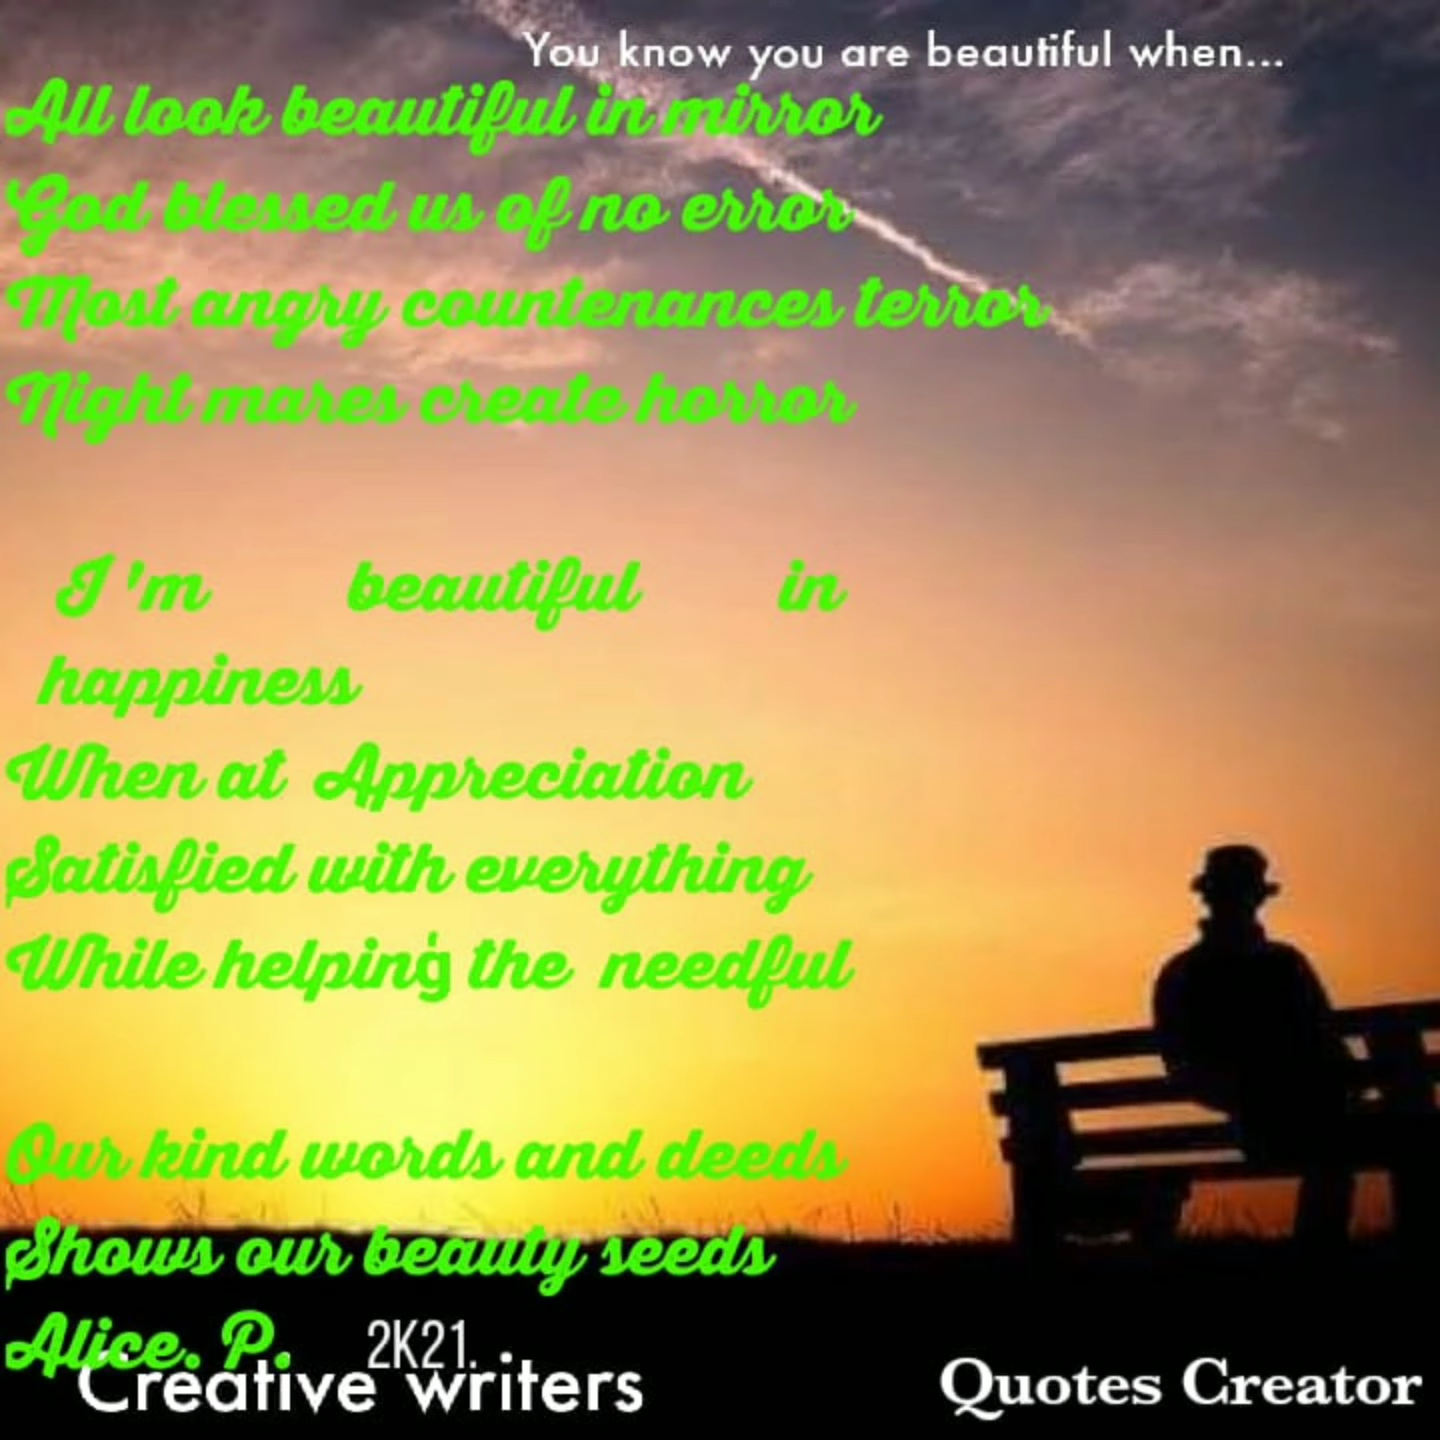 You know you are beautiful when...
All look beautiful in mirror
God blessed us of no error
Most angry countenances terror
Night mares create horror
I 'm beautiful in
happiness
When at Appreciation
Satisfied with everything
While helping the needful
Our kind words and deeds
Shows our beauty seeds
Alice. P. 2K21.
Creative writers
Quotes Creator